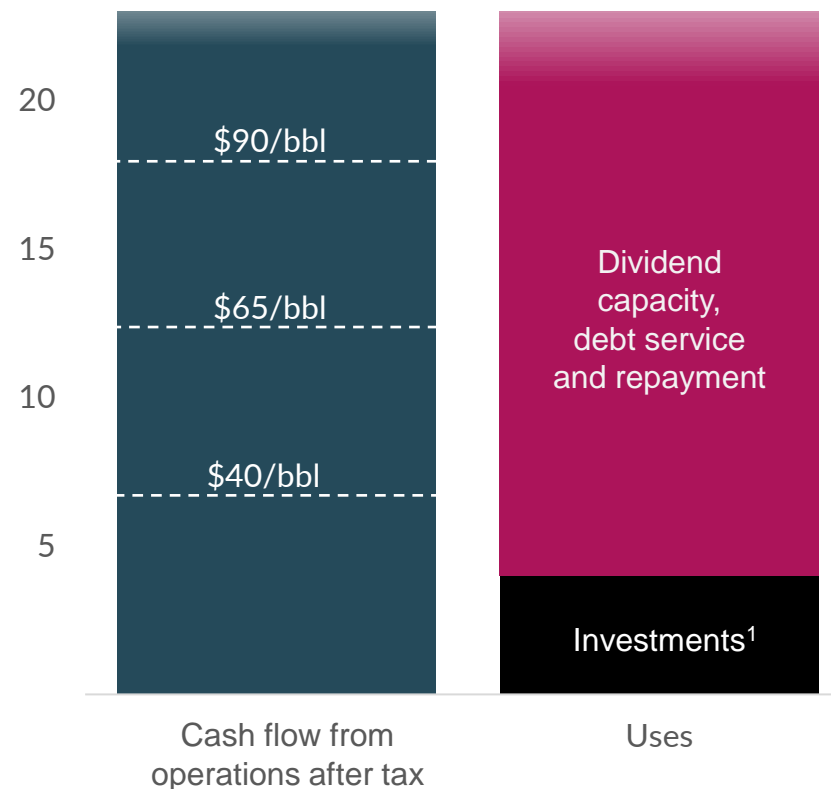 20
15
10
5
$90/bbl
$65/bbl
$40/bbl
Dividend
capacity,
debt service
and repayment
Investments¹
Cash flow from
operations after tax
Uses